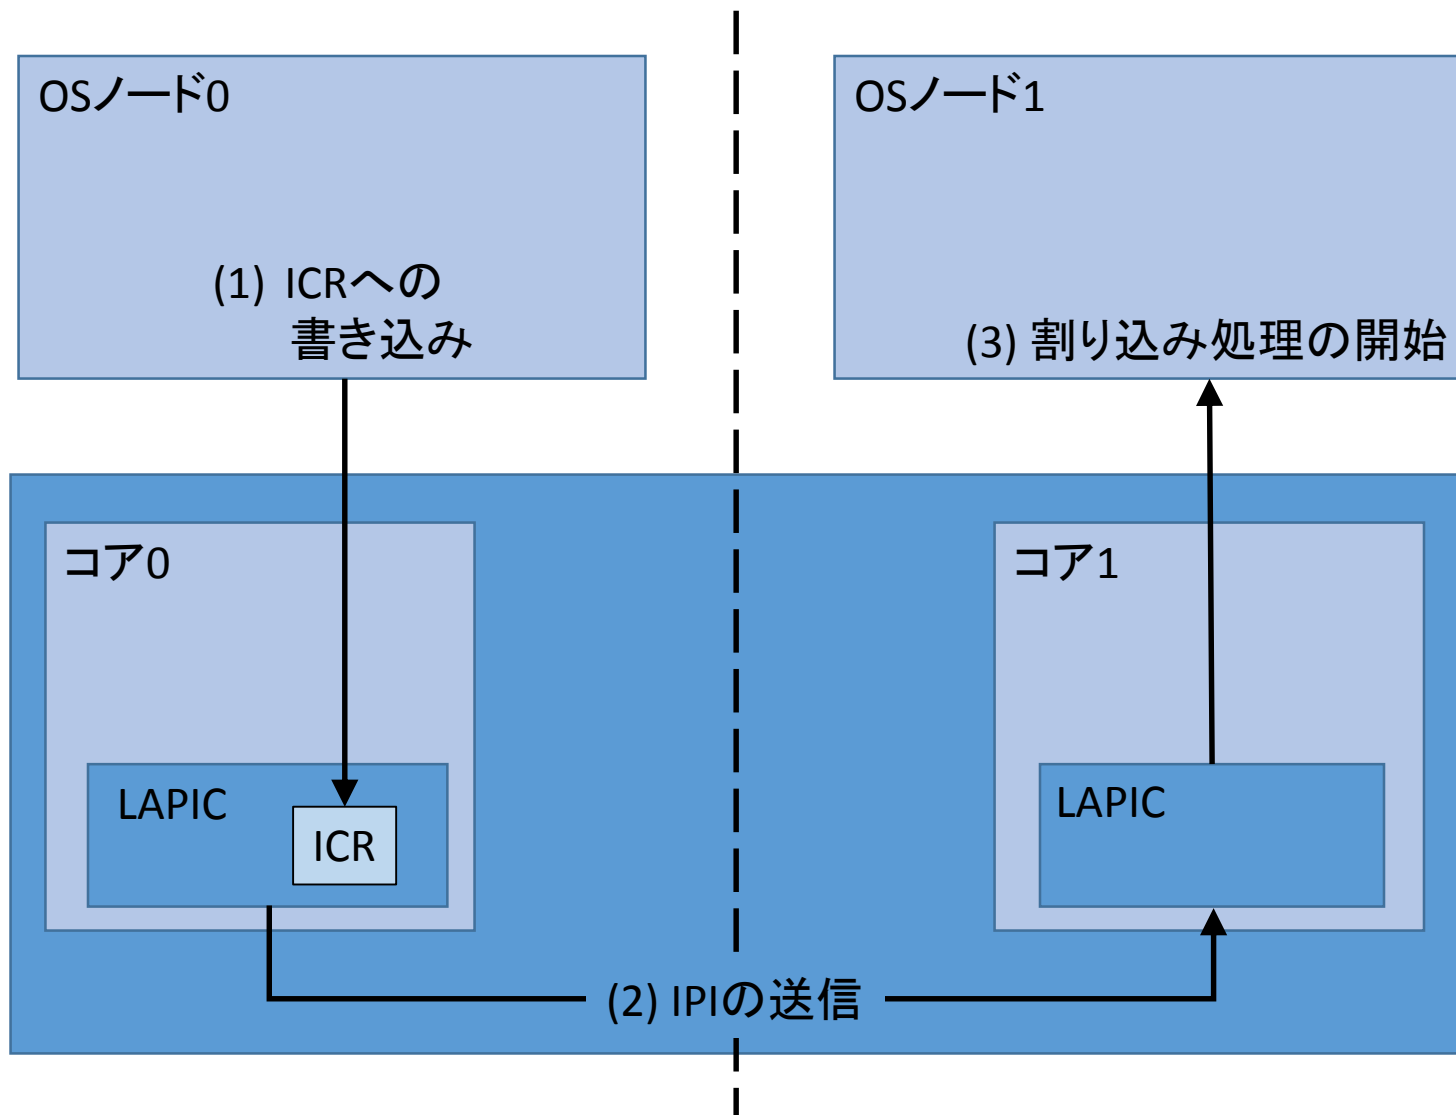 OSノード0
OSノード1
(1) ICRへの
書き込み
(3) 割り込み処理の開始
コア0
コア1
LAPIC
ICR
LAPIC
(2) IPIの送信